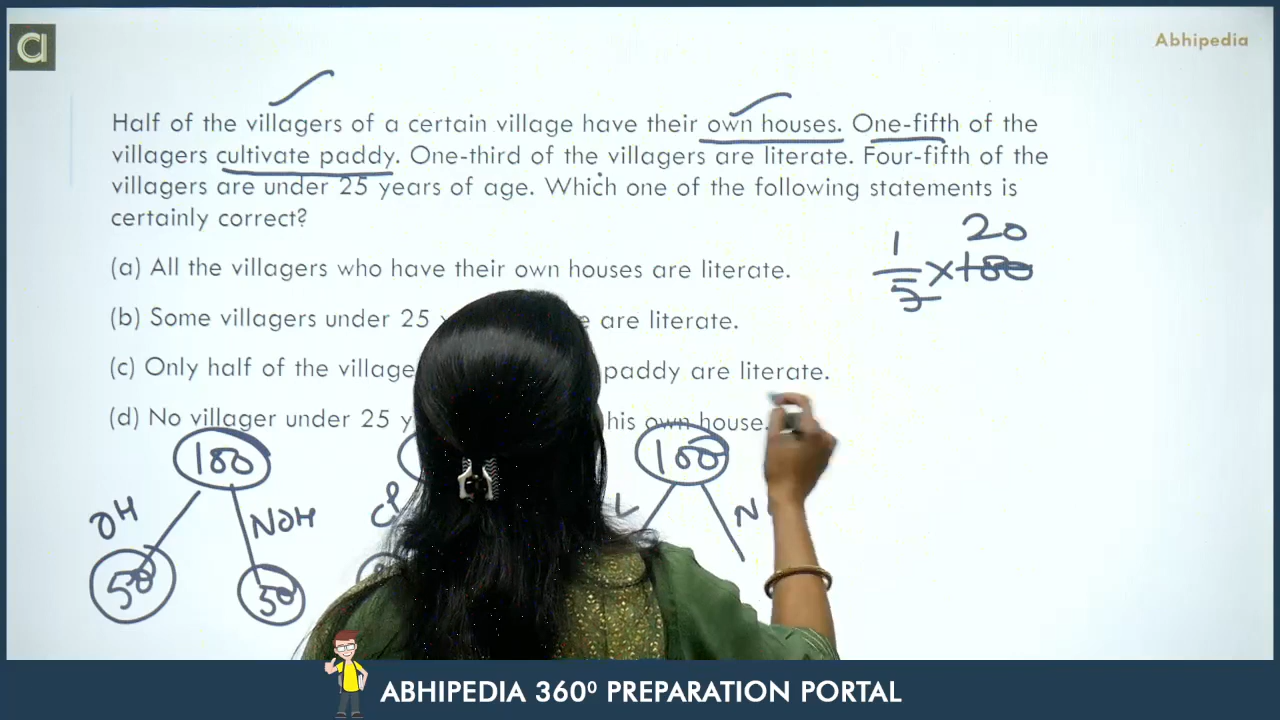 Abhipedia
Half of the villagers of a certain village have their own houses. One-fifth of the
villagers cultivate paddy. One-third of the villagers are literate. Four-fifth of the
villagers are under 25 years of age. Which one of the following statements is
certainly correct?
1/5 × 100 20
(a) All the villagers who have their own houses are literate.
(b) Some villagers under 25 are literate.
(c) Only half of the village paddy are literate.
(d) No villager under 25 his own house.
100 100
OH NOH CP L N
50 50
ABHIPEDIA 360⁰ PREPARATION PORTAL